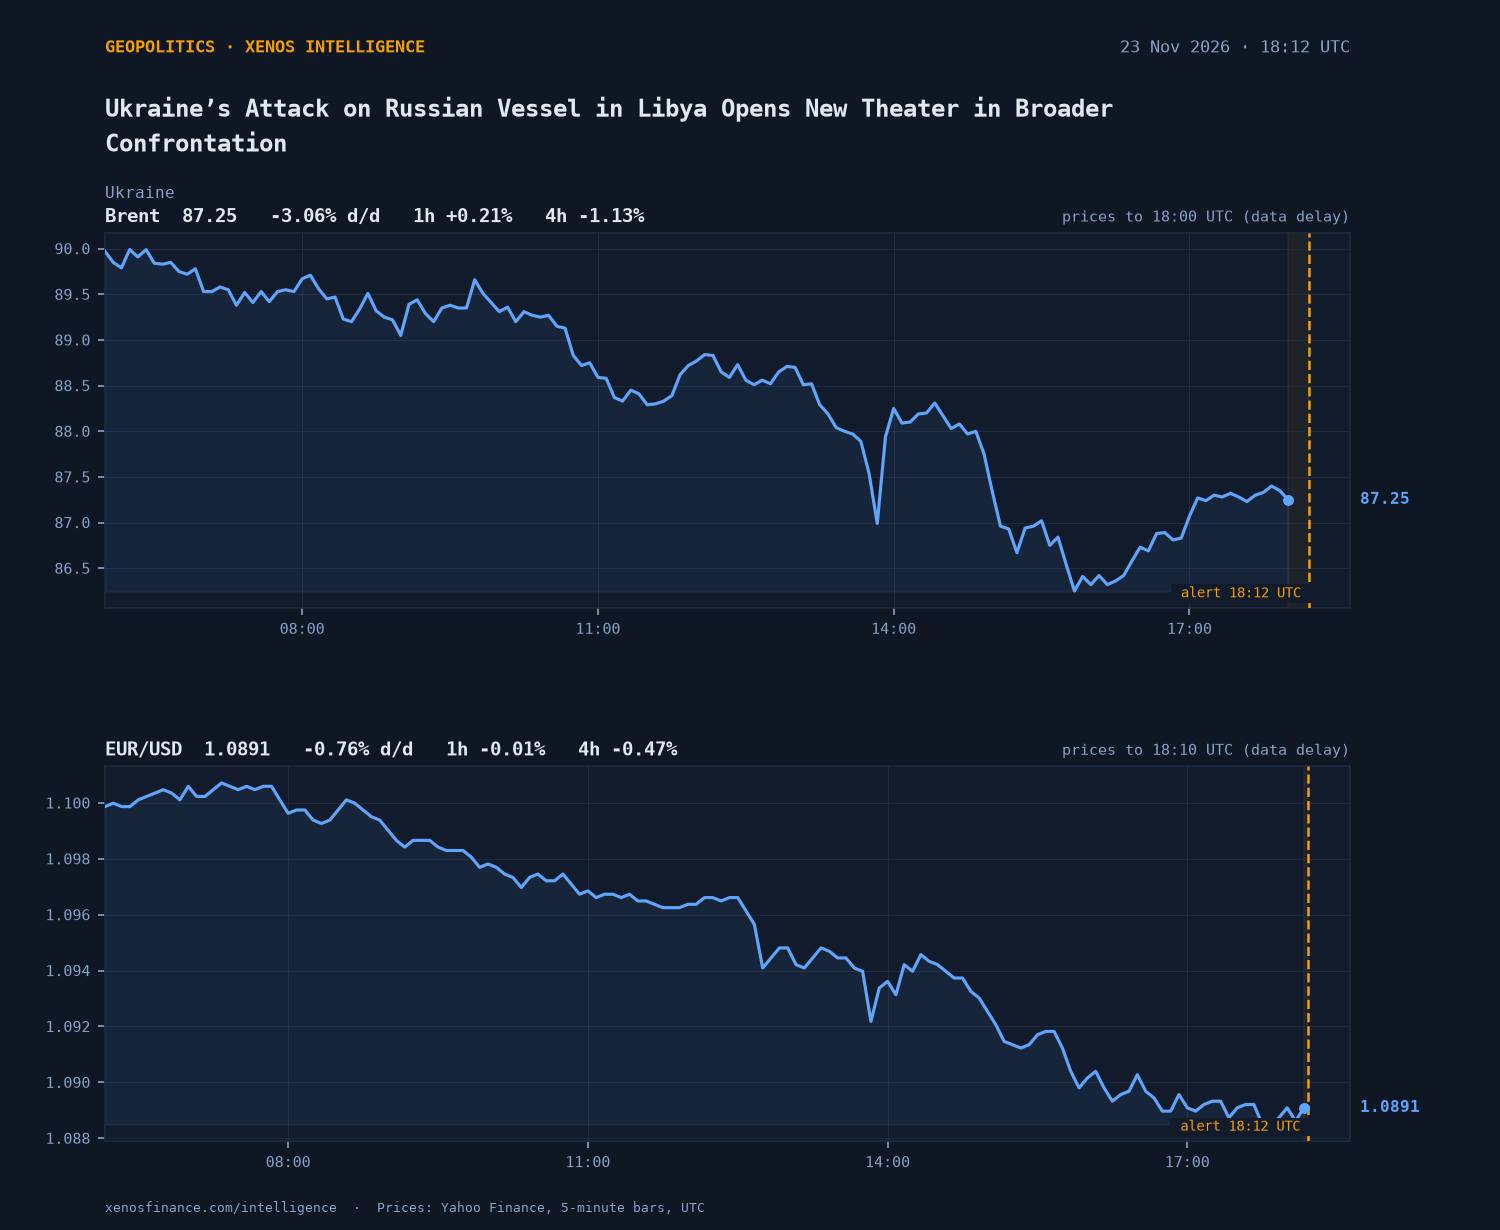 GEOPOLITICS · XENOS INTELLIGENCE
23 Nov 2026 · 18:12 UTC
Ukraine’s Attack on Russian Vessel in Libya Opens New Theater in Broader
Confrontation
Ukraine
Brent 87.25 -3.06% d/d 1h +0.21% 4h -1.13%
prices to 18:00 UTC (data delay)
90.0
89.5
89.0
88.5
88.0
87.5
87.25
87.0
86.5
alert 18:12 UTC
08:00 11:00 14:00 17:00
EUR/USD 1.0891 -0.76% d/d 1h -0.01% 4h -0.47%
prices to 18:10 UTC (data delay)
1.100
1.098
1.096
1.094
1.092
1.090
1.0891
alert 18:12 UTC
1.088
08:00 11:00 14:00 17:00
xenosfinance.com/intelligence · Prices: Yahoo Finance, 5-minute bars, UTC